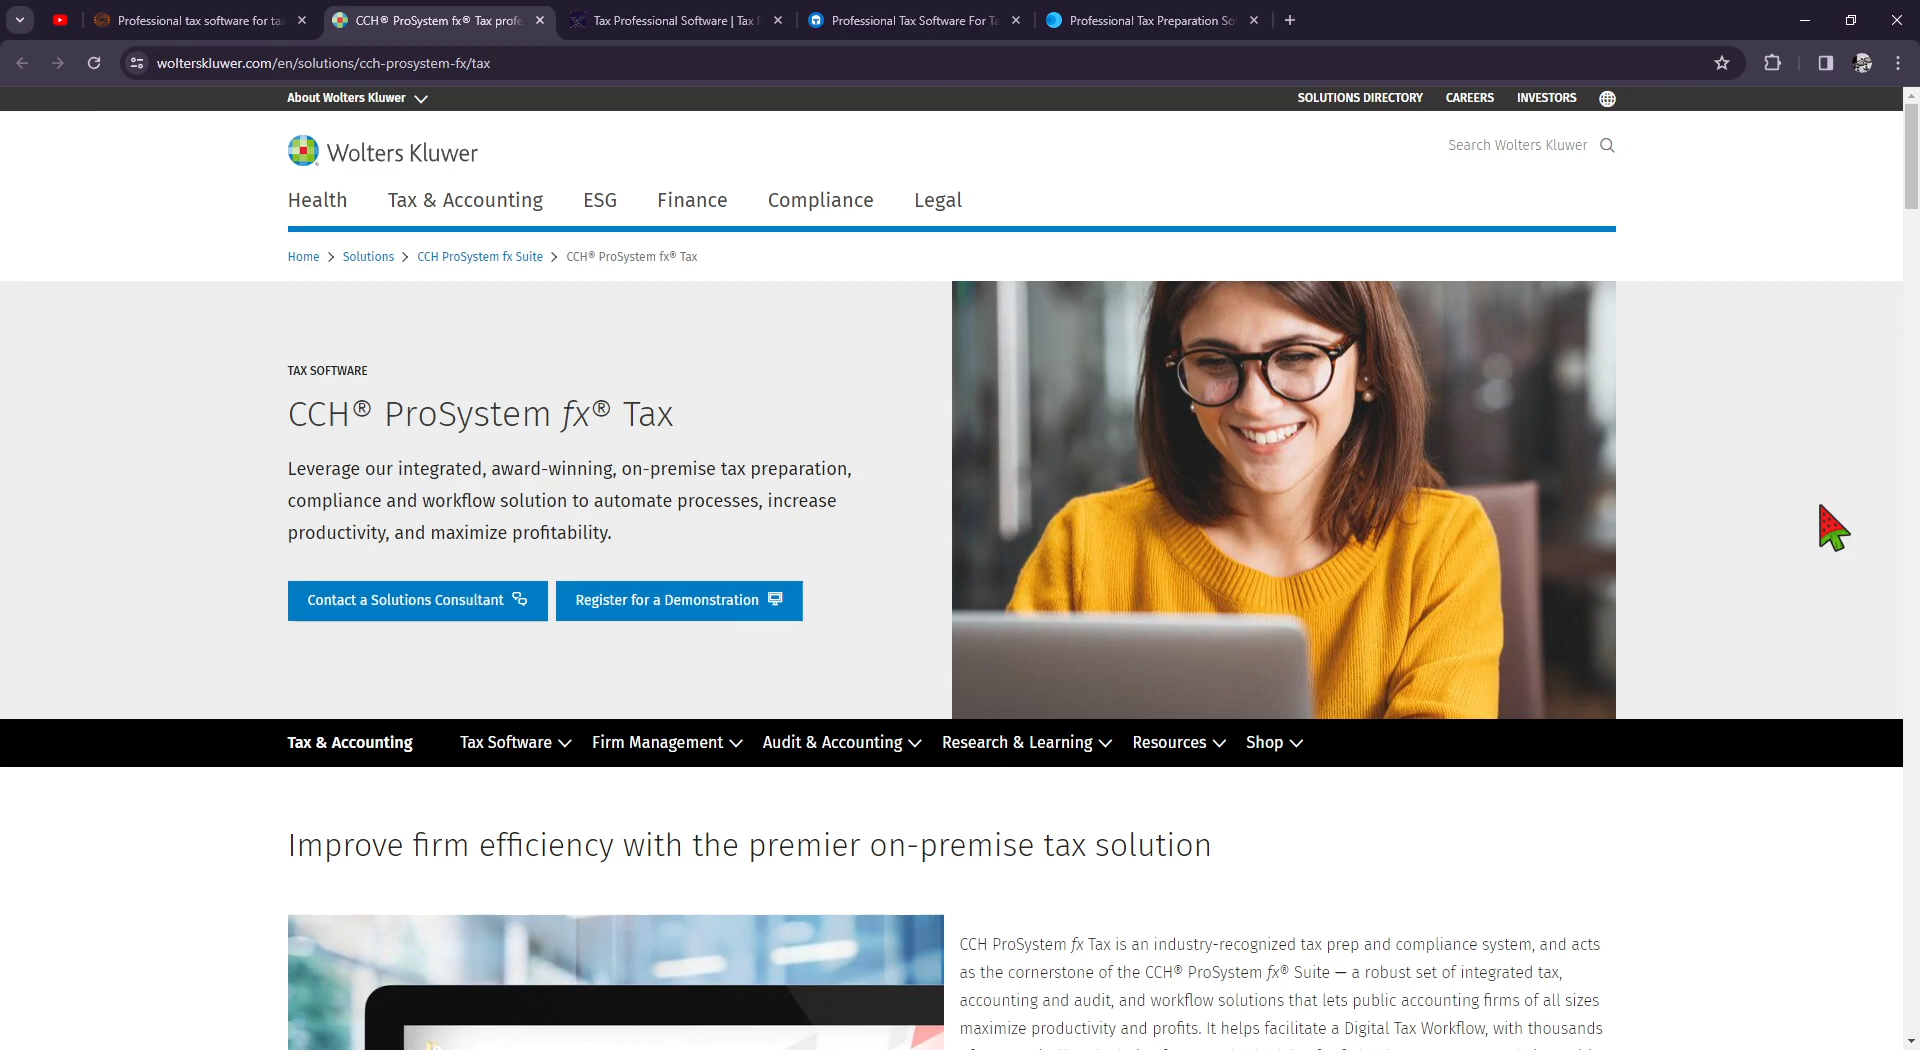 Professional tax software for ta
CCH® ProSystem fx® Tax profe
Tax Professional Software | Tax
Professional Tax Software For Ta
Professional Tax Preparation So
wolterskluwer.com/en/solutions/cch-prosystem-fx/tax
About Wolters Kluwer
SOLUTIONS DIRECTORY
CAREERS
INVESTORS
Wolters Kluwer
Search Wolters Kluwer
Health
Tax & Accounting
ESG
Finance
Compliance
Legal
Home > Solutions > CCH ProSystem fx Suite > CCH® ProSystem fx® Tax
TAX SOFTWARE
CCH® ProSystem fx® Tax
Leverage our integrated, award-winning, on-premise tax preparation,
compliance and workflow solution to automate processes, increase
productivity, and maximize profitability.
Contact a Solutions Consultant
Register for a Demonstration
Tax & Accounting
Tax Software
Firm Management
Audit & Accounting
Research & Learning
Resources
Shop
Improve firm efficiency with the premier on-premise tax solution
CCH ProSystem fx Tax is an industry-recognized tax prep and compliance system, and acts
as the cornerstone of the CCH® ProSystem fx® Suite — a robust set of integrated tax,
accounting and audit, and workflow solutions that lets public accounting firms of all sizes
maximize productivity and profits. It helps facilitate a Digital Tax Workflow, with thousands